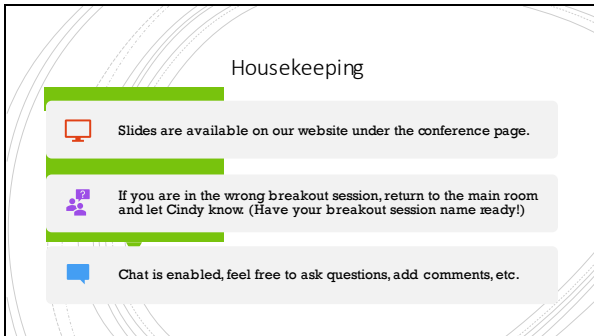 Housekeeping
Slides are available on our website under the conference page.
If you are in the wrong breakout session, return to the main room
and let Cindy know. (Have your breakout session name ready!)
Chat is enabled, feel free to ask questions, add comments, etc.